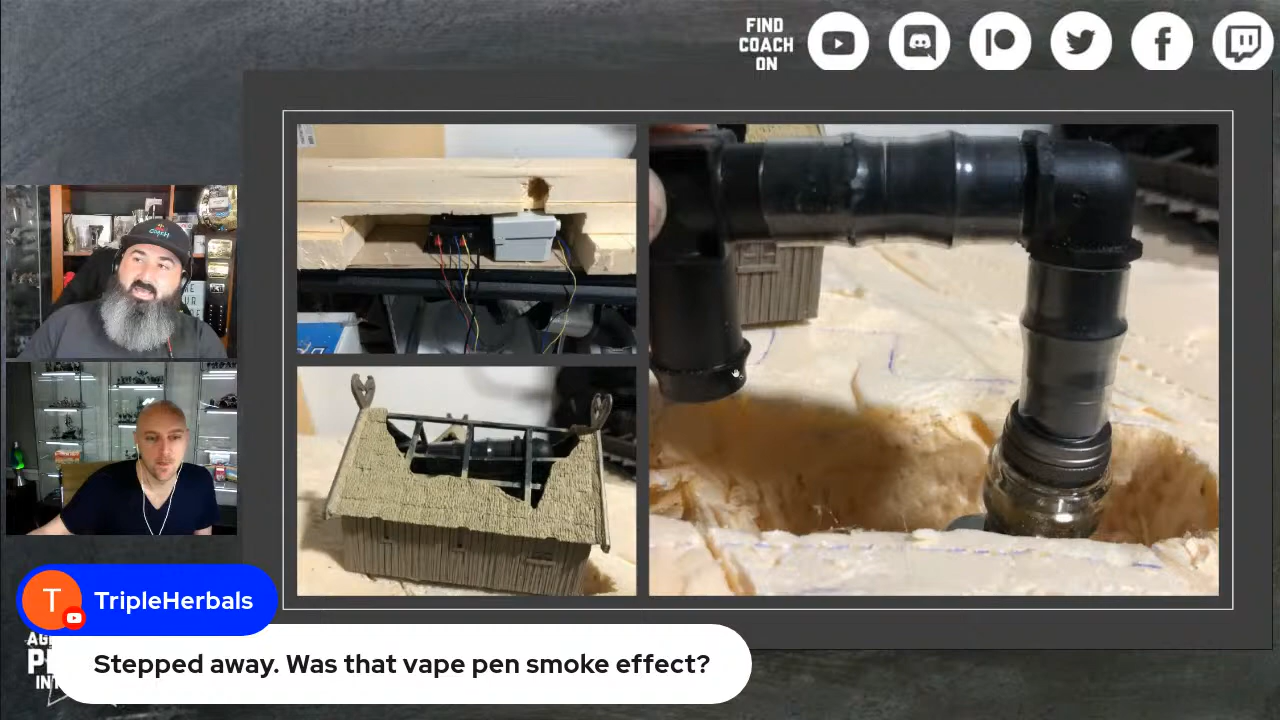 FIND
COACH
ON
TripleHerbals
Stepped away. Was that vape pen smoke effect?